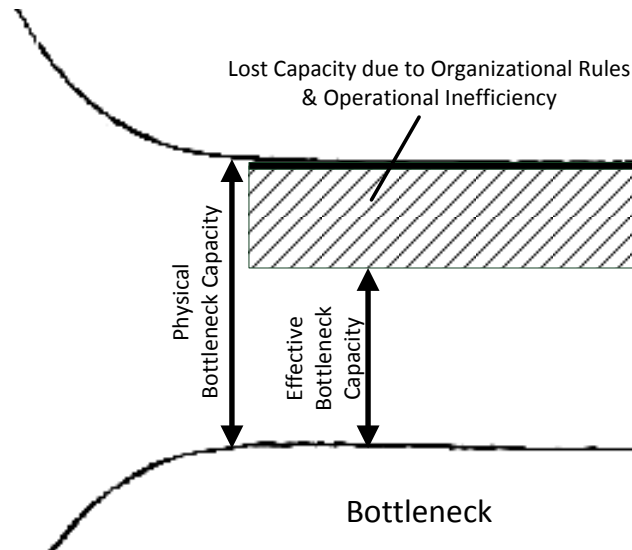 Lost Capacity due to Organizational Rules
& Operational Inefficiency
Physical
Bottleneck Capacity
Effective
Bottleneck
Capacity
Bottleneck